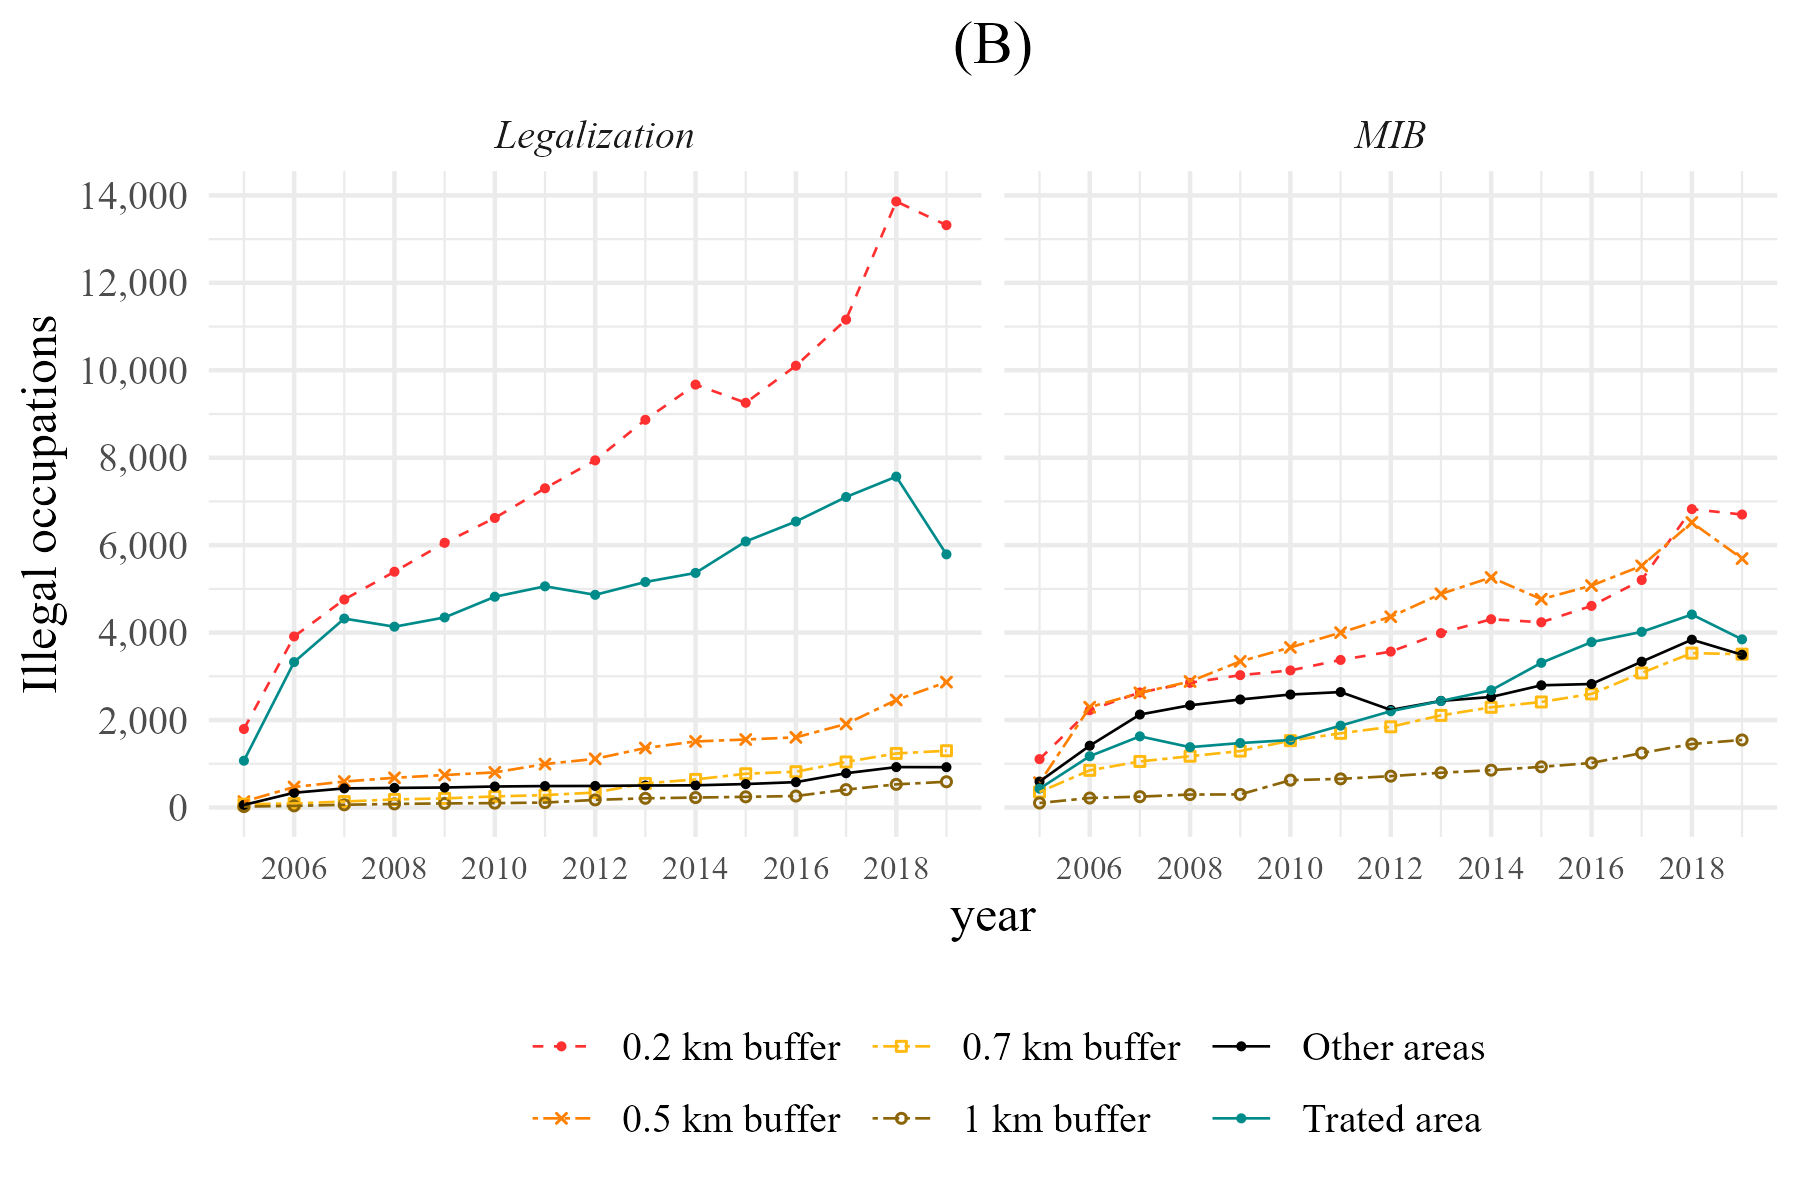 (B)
Legalization
MIB
14,000
12,000
10,000
8,000
6,000
4,000
2,000
0
Illegal occupations
2006 2008 2010 2012 2014 2016 2018
2006 2008 2010 2012 2014 2016 2018
year
0.2 km buffer 0.7 km buffer Other areas
0.5 km buffer 1 km buffer Trated area